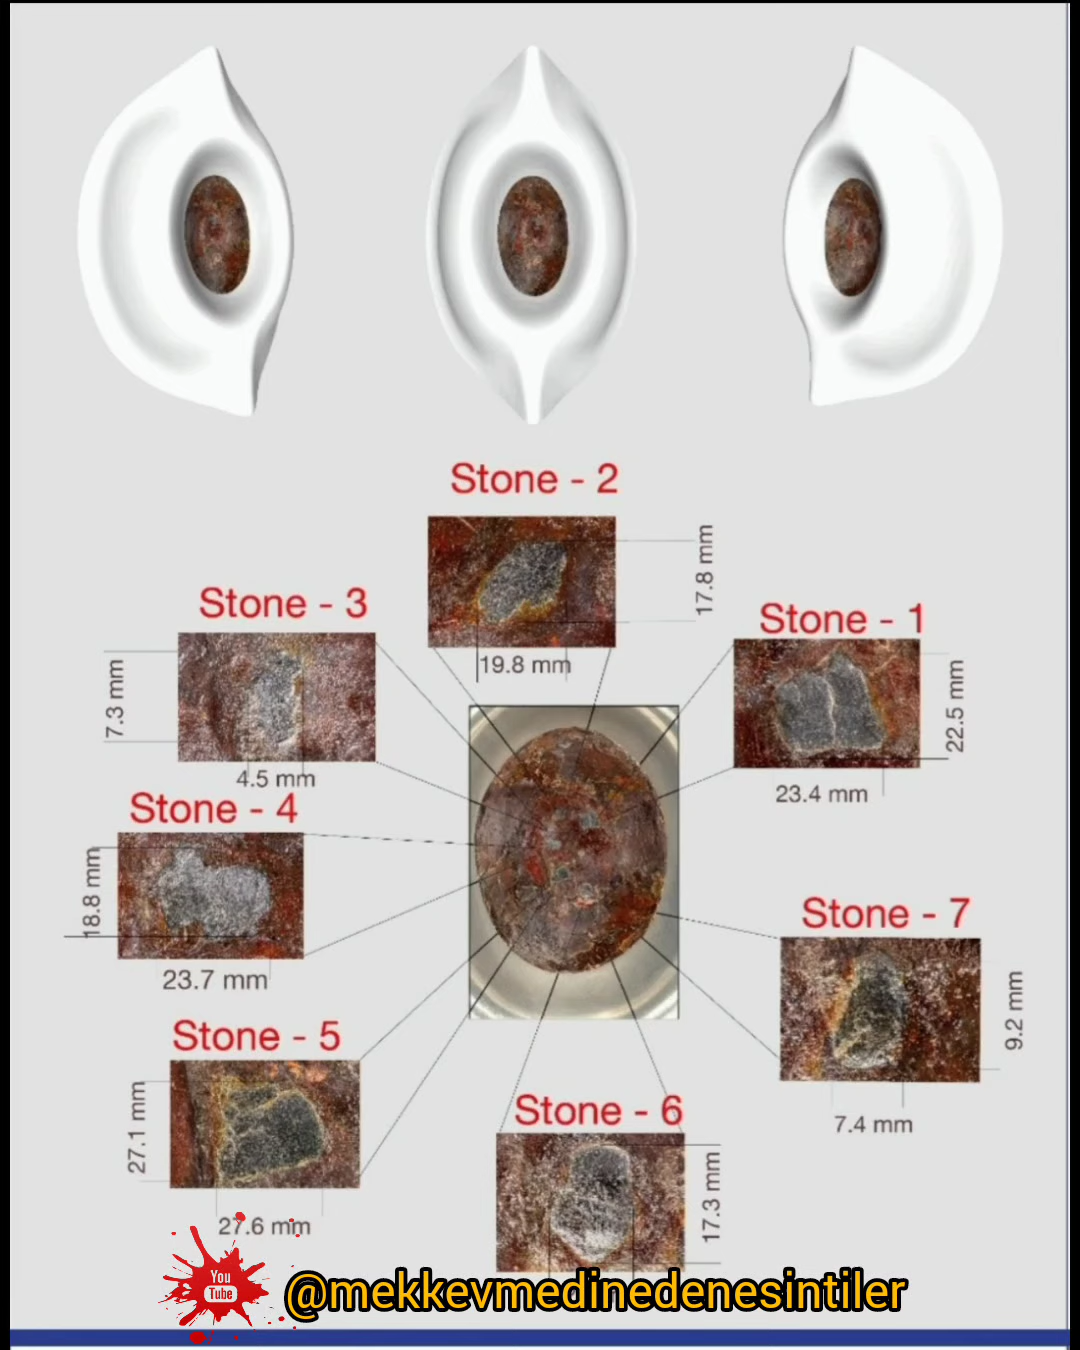 Stone - 2
17.8 mm
19.8 mm
Stone - 3
7.3 mm
4.5 mm
Stone - 1
22.5 mm
23.4 mm
Stone - 4
18.8 mm
23.7 mm
Stone - 7
9.2 mm
7.4 mm
Stone - 5
27.1 mm
27.6 mm
Stone - 6
17.3 mm
You
Tube
@mekkevmedinedenesintiler